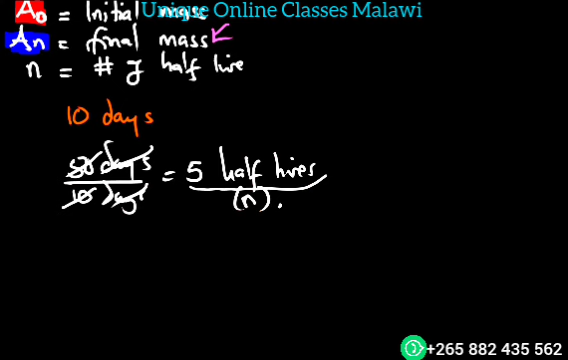 Unique Online Classes Malawi
A₀ = Initial mass
An = final mass
n = # of half live
10 days
50 days / 10 days = 5 half lives
(n).
+265 882 435 562